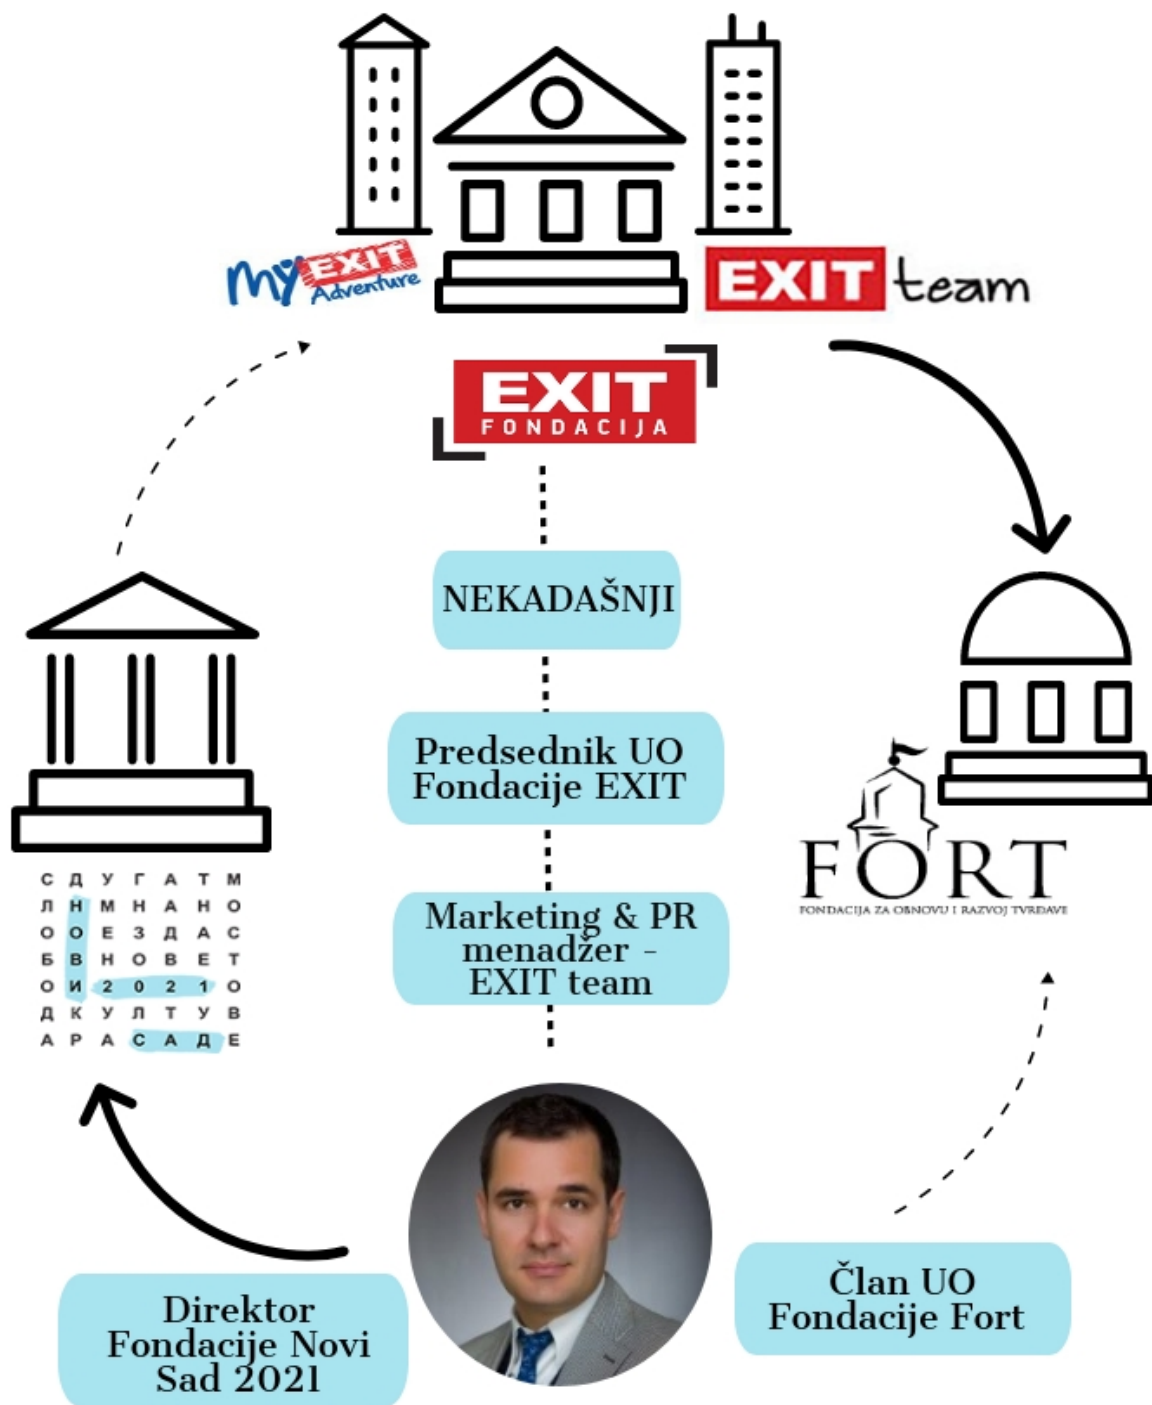 my EXIT
Adventure
EXIT team
EXIT
FONDACIJA
NEKADAŠNJI
Predsednik UO
Fondacije EXIT
Marketing & PR
menadžer -
EXIT team
С Д У Г А Т М
Л Н М Н А Н О
О О Е З Д А С
Б В Н О В Е Т
О И 2 0 2 1 О
Д К У Л Т У В
А Р А С А Д Е
FORT
FONDACIJA ZA OBNOVU I RAZVOJ TVRĐAVE
Direktor
Fondacije Novi
Sad 2021
Član UO
Fondacije Fort